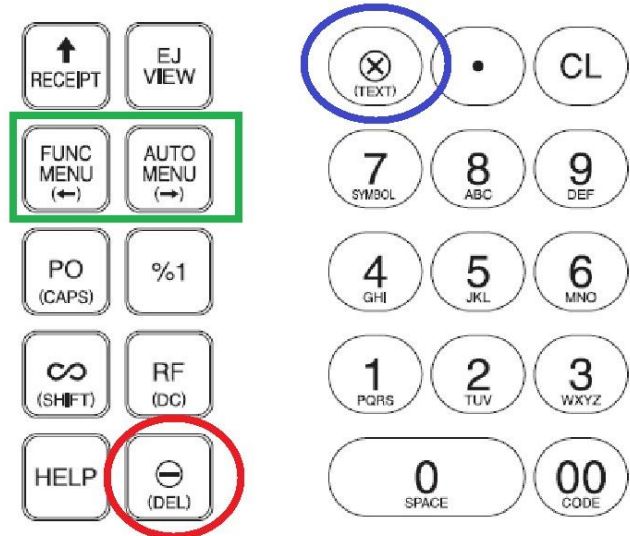 ↑
RECEIPT
EJ
VIEW
⊗
(TEXT)
•
CL
FUNC
MENU
(←)
AUTO
MENU
(→)
7
SYMBOL
8
ABC
9
DEF
PO
(CAPS)
%1
4
GHI
5
JKL
6
MNO
∞
(SHIFT)
RF
(DC)
1
PQRS
2
TUV
3
WXYZ
HELP
⊖
(DEL)
0
SPACE
00
CODE